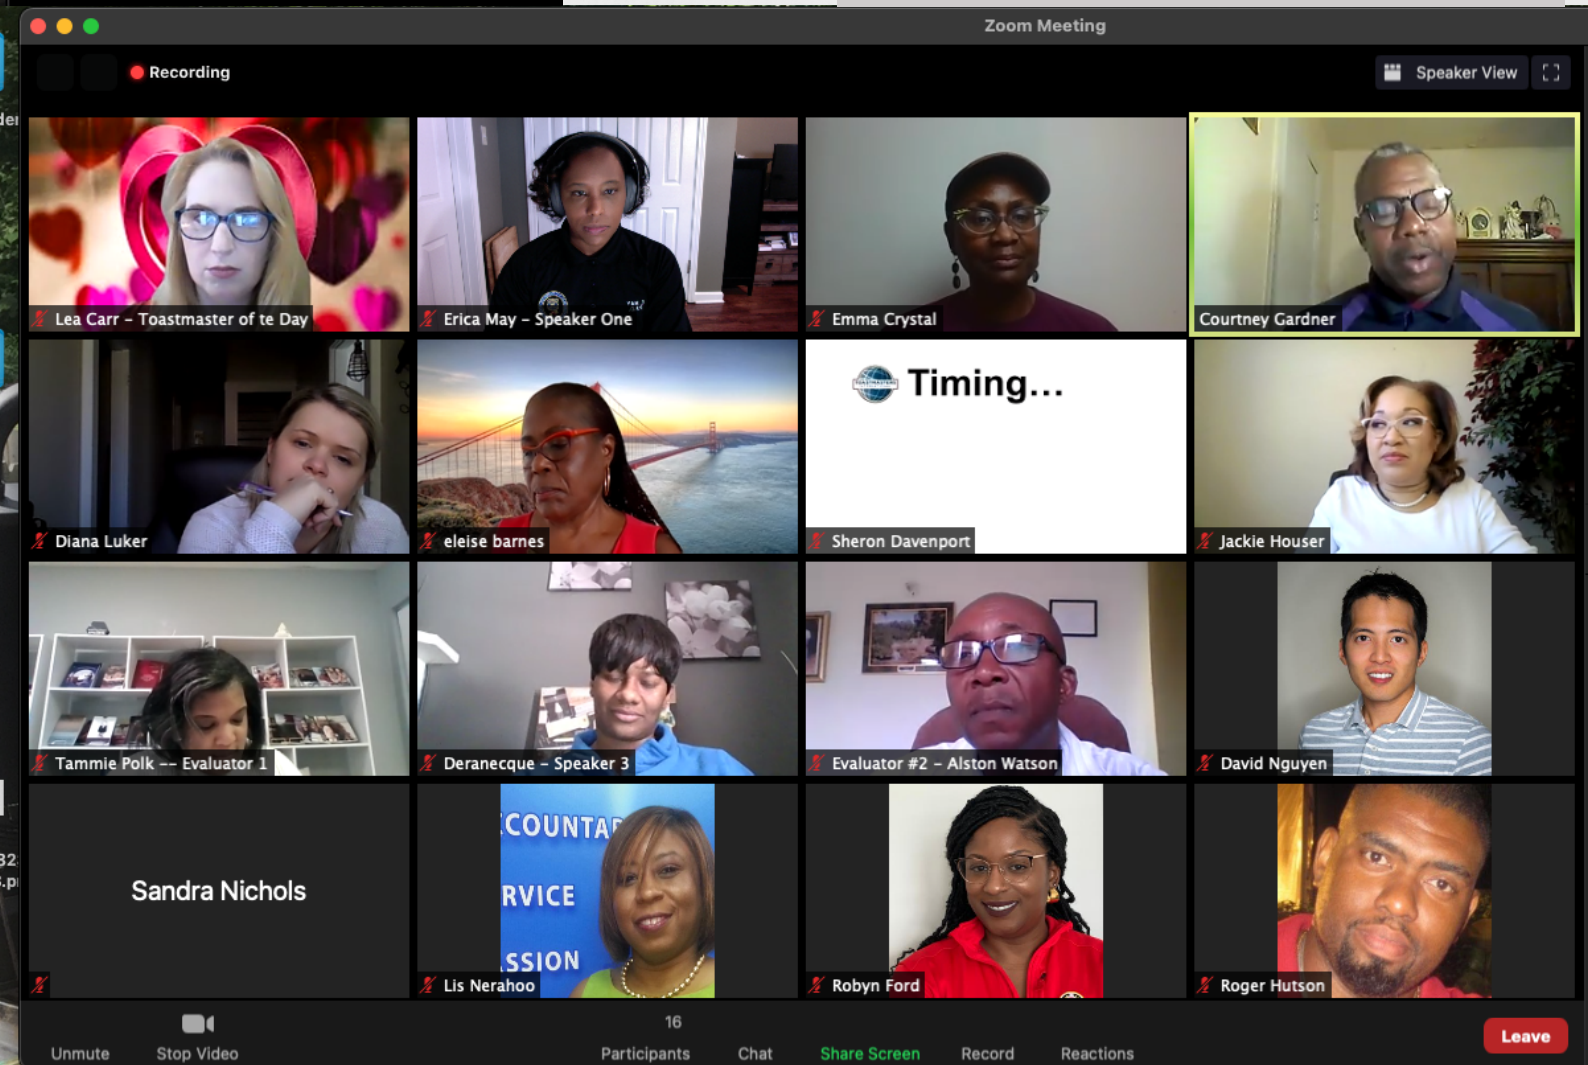 Zoom Meeting
Recording
Speaker View
Lea Carr – Toastmaster of te Day
Erica May – Speaker One
Emma Crystal
Courtney Gardner
TOASTMASTERS
Timing...
Diana Luker
eleise barnes
Sheron Davenport
Jackie Houser
Tammie Polk -- Evaluator 1
Deranecque – Speaker 3
Evaluator #2 – Alston Watson
David Nguyen
Sandra Nichols
CCOUNTAB
RVICE
SSION
Lis Nerahoo
Robyn Ford
Roger Hutson
16
Unmute
Stop Video
Participants
Chat
Share Screen
Record
Reactions
Leave